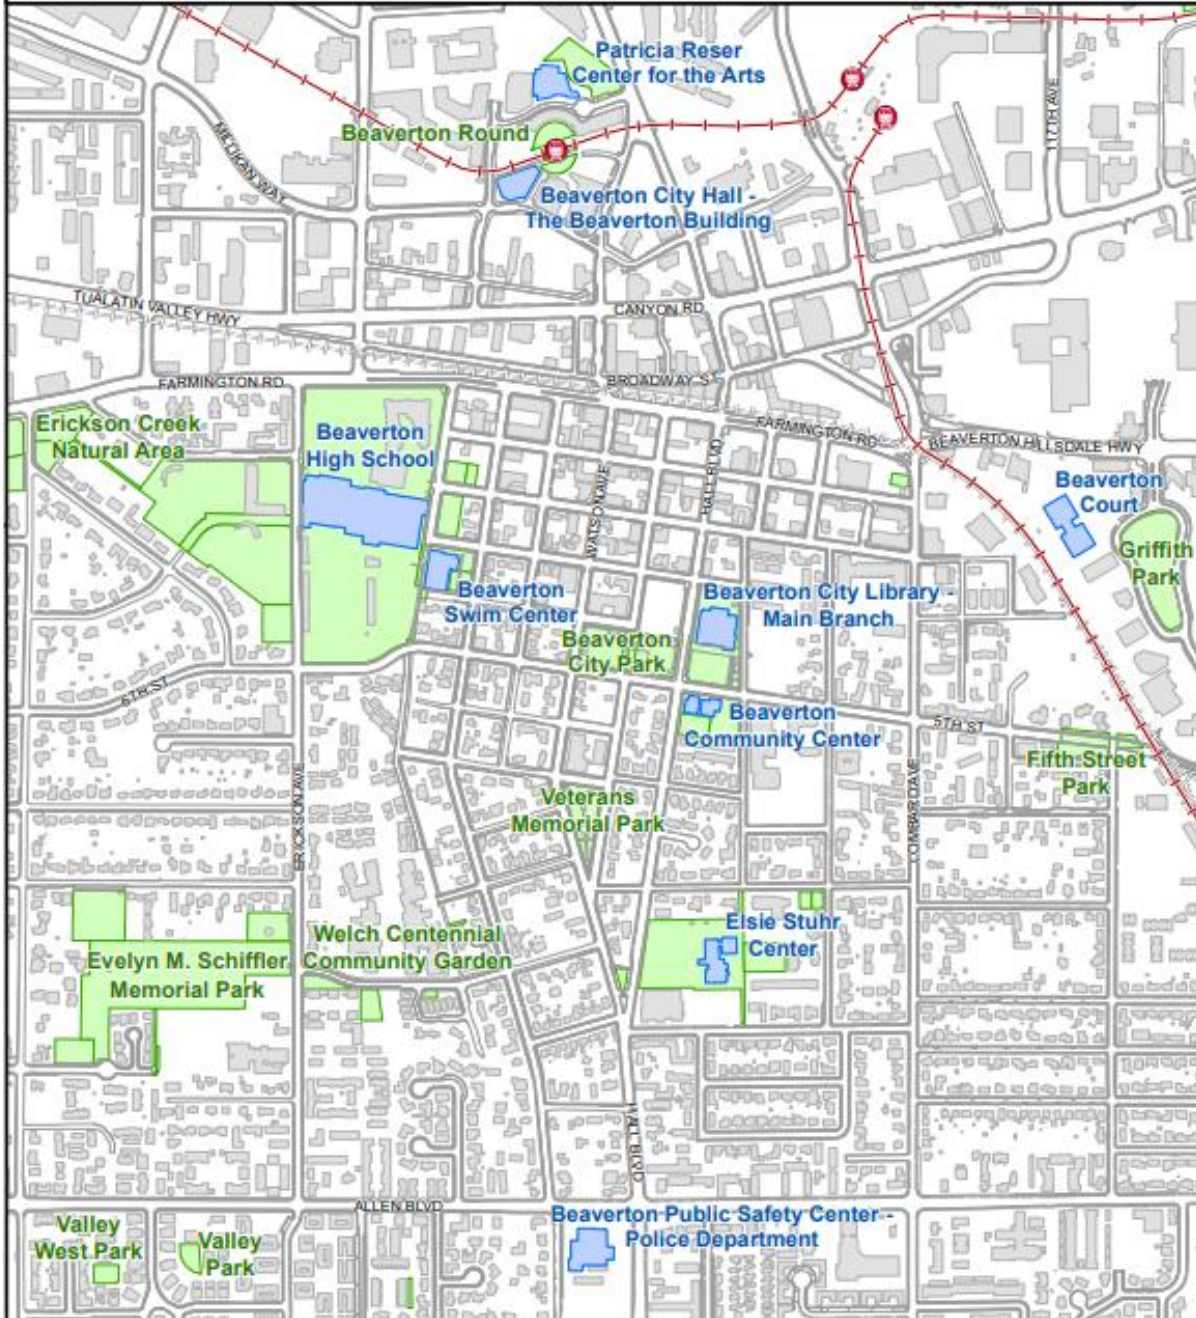 Patricia Reser
Center for the Arts
117TH AVE
MILLIKAN WAY
Beaverton Round
Beaverton City Hall -
The Beaverton Building
TUALATIN VALLEY HWY
CANYON RD
FARMINGTON RD
BROADWAY ST
Erickson Creek
Natural Area
Beaverton
High School
WATSON AVE
HALL BLVD
FARMINGTON RD
BEAVERTON HILLSDALE HWY
Beaverton
Court
Griffith
Park
Beaverton
Swim Center
Beaverton City Library -
Main Branch
Beaverton
City Park
6TH ST
Beaverton
Community Center
5TH ST
Fifth Street
Park
ERICKSON AVE
Veterans
Memorial Park
LOMBARD AVE
Welch Centennial
Community Garden
Elsie Stuhr
Center
Evelyn M. Schiffler
Memorial Park
HALL BLVD
ALLEN BLVD
Valley
West Park
Valley
Park
Beaverton Public Safety Center -
Police Department